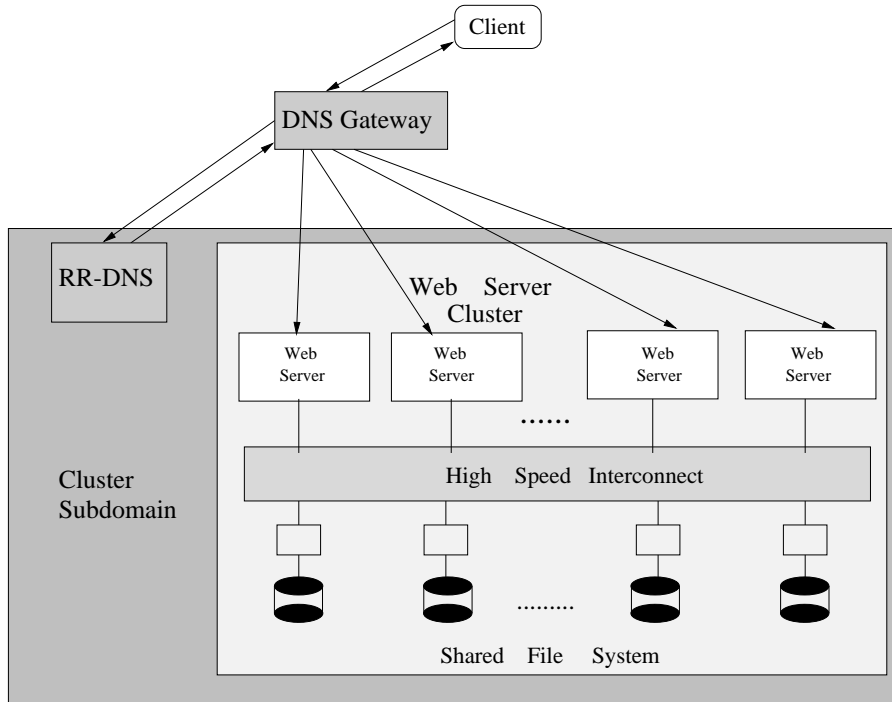 Client
DNS Gateway
RR-DNS
Web Server
Cluster
Web
Server
Web
Server
Web
Server
Web
Server
......
High Speed Interconnect
Cluster
Subdomain
.........
Shared File System